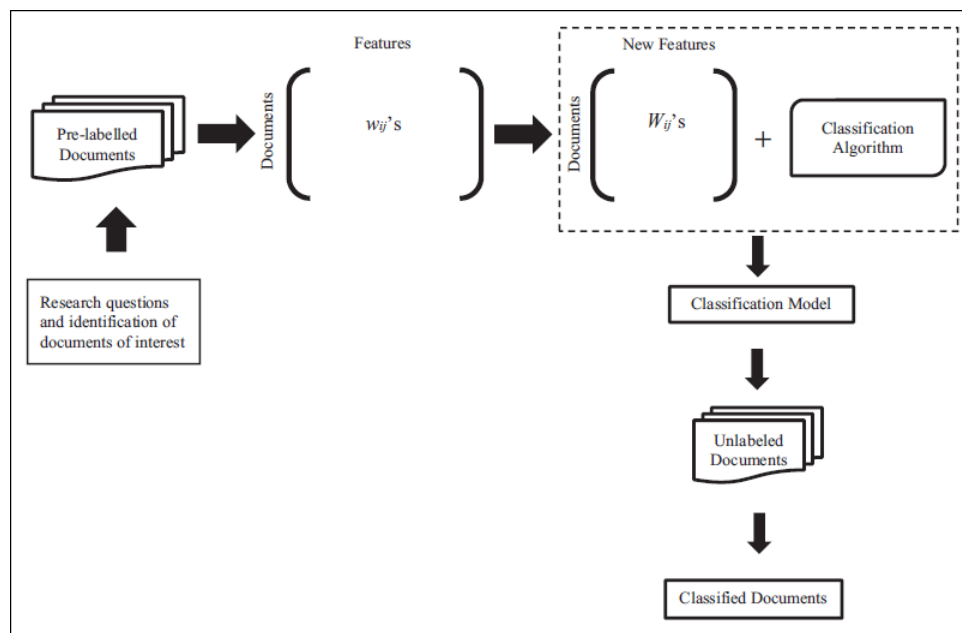 Features
New Features
Pre-labelled
Documents
Documents
wij's
Documents
Wij's
+
Classification
Algorithm
Research questions
and identification of
documents of interest
Classification Model
Unlabeled
Documents
Classified Documents